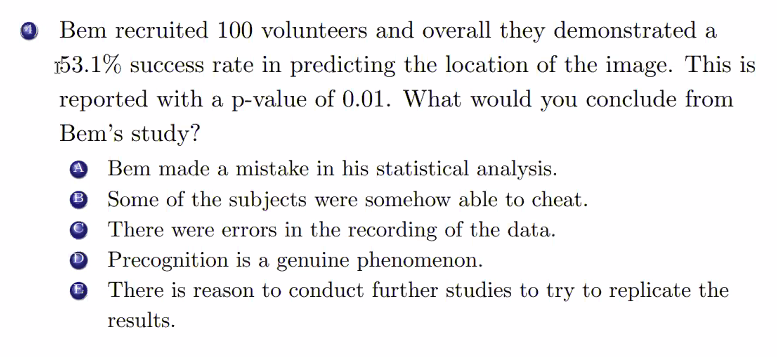 4 Bem recruited 100 volunteers and overall they demonstrated a
53.1% success rate in predicting the location of the image. This is
reported with a p-value of 0.01. What would you conclude from
Bem's study?
A Bem made a mistake in his statistical analysis.
B Some of the subjects were somehow able to cheat.
C There were errors in the recording of the data.
D Precognition is a genuine phenomenon.
E There is reason to conduct further studies to try to replicate the
results.